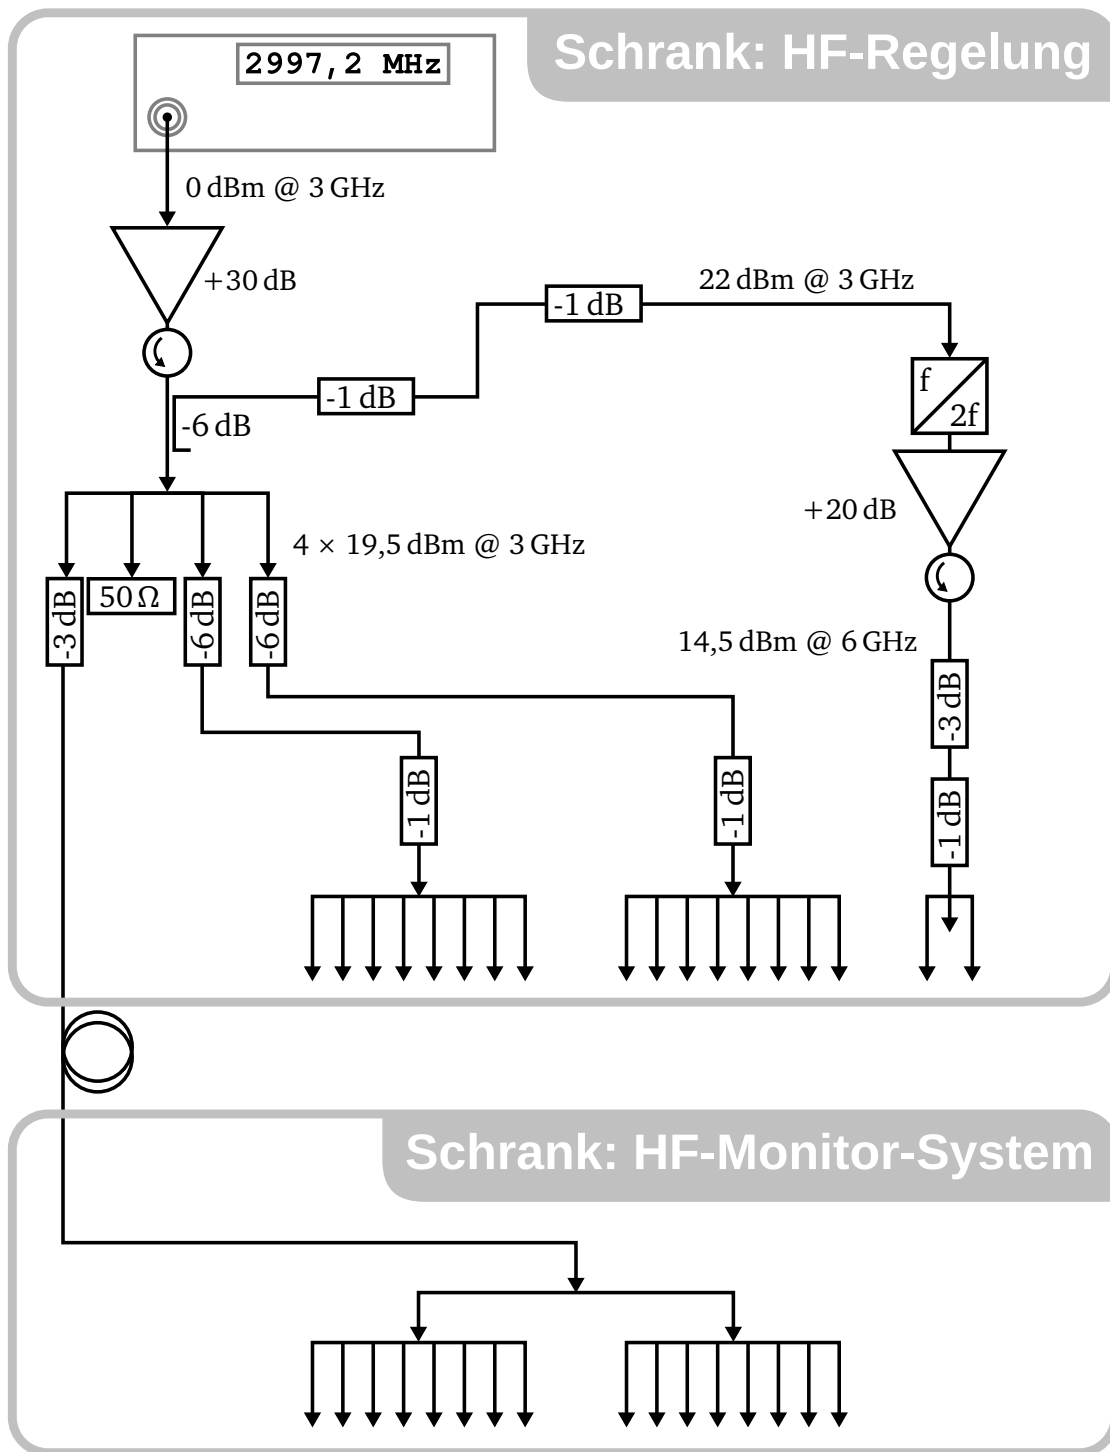 Schrank: HF-Regelung
2997,2 MHz
0 dBm @ 3 GHz
+30 dB
22 dBm @ 3 GHz
-1 dB
f
2f
-1 dB
-6 dB
+20 dB
4 × 19,5 dBm @ 3 GHz
-3 dB
50 Ω
-6 dB
-6 dB
14,5 dBm @ 6 GHz
-3 dB
-1 dB
-1 dB
-1 dB
Schrank: HF-Monitor-System